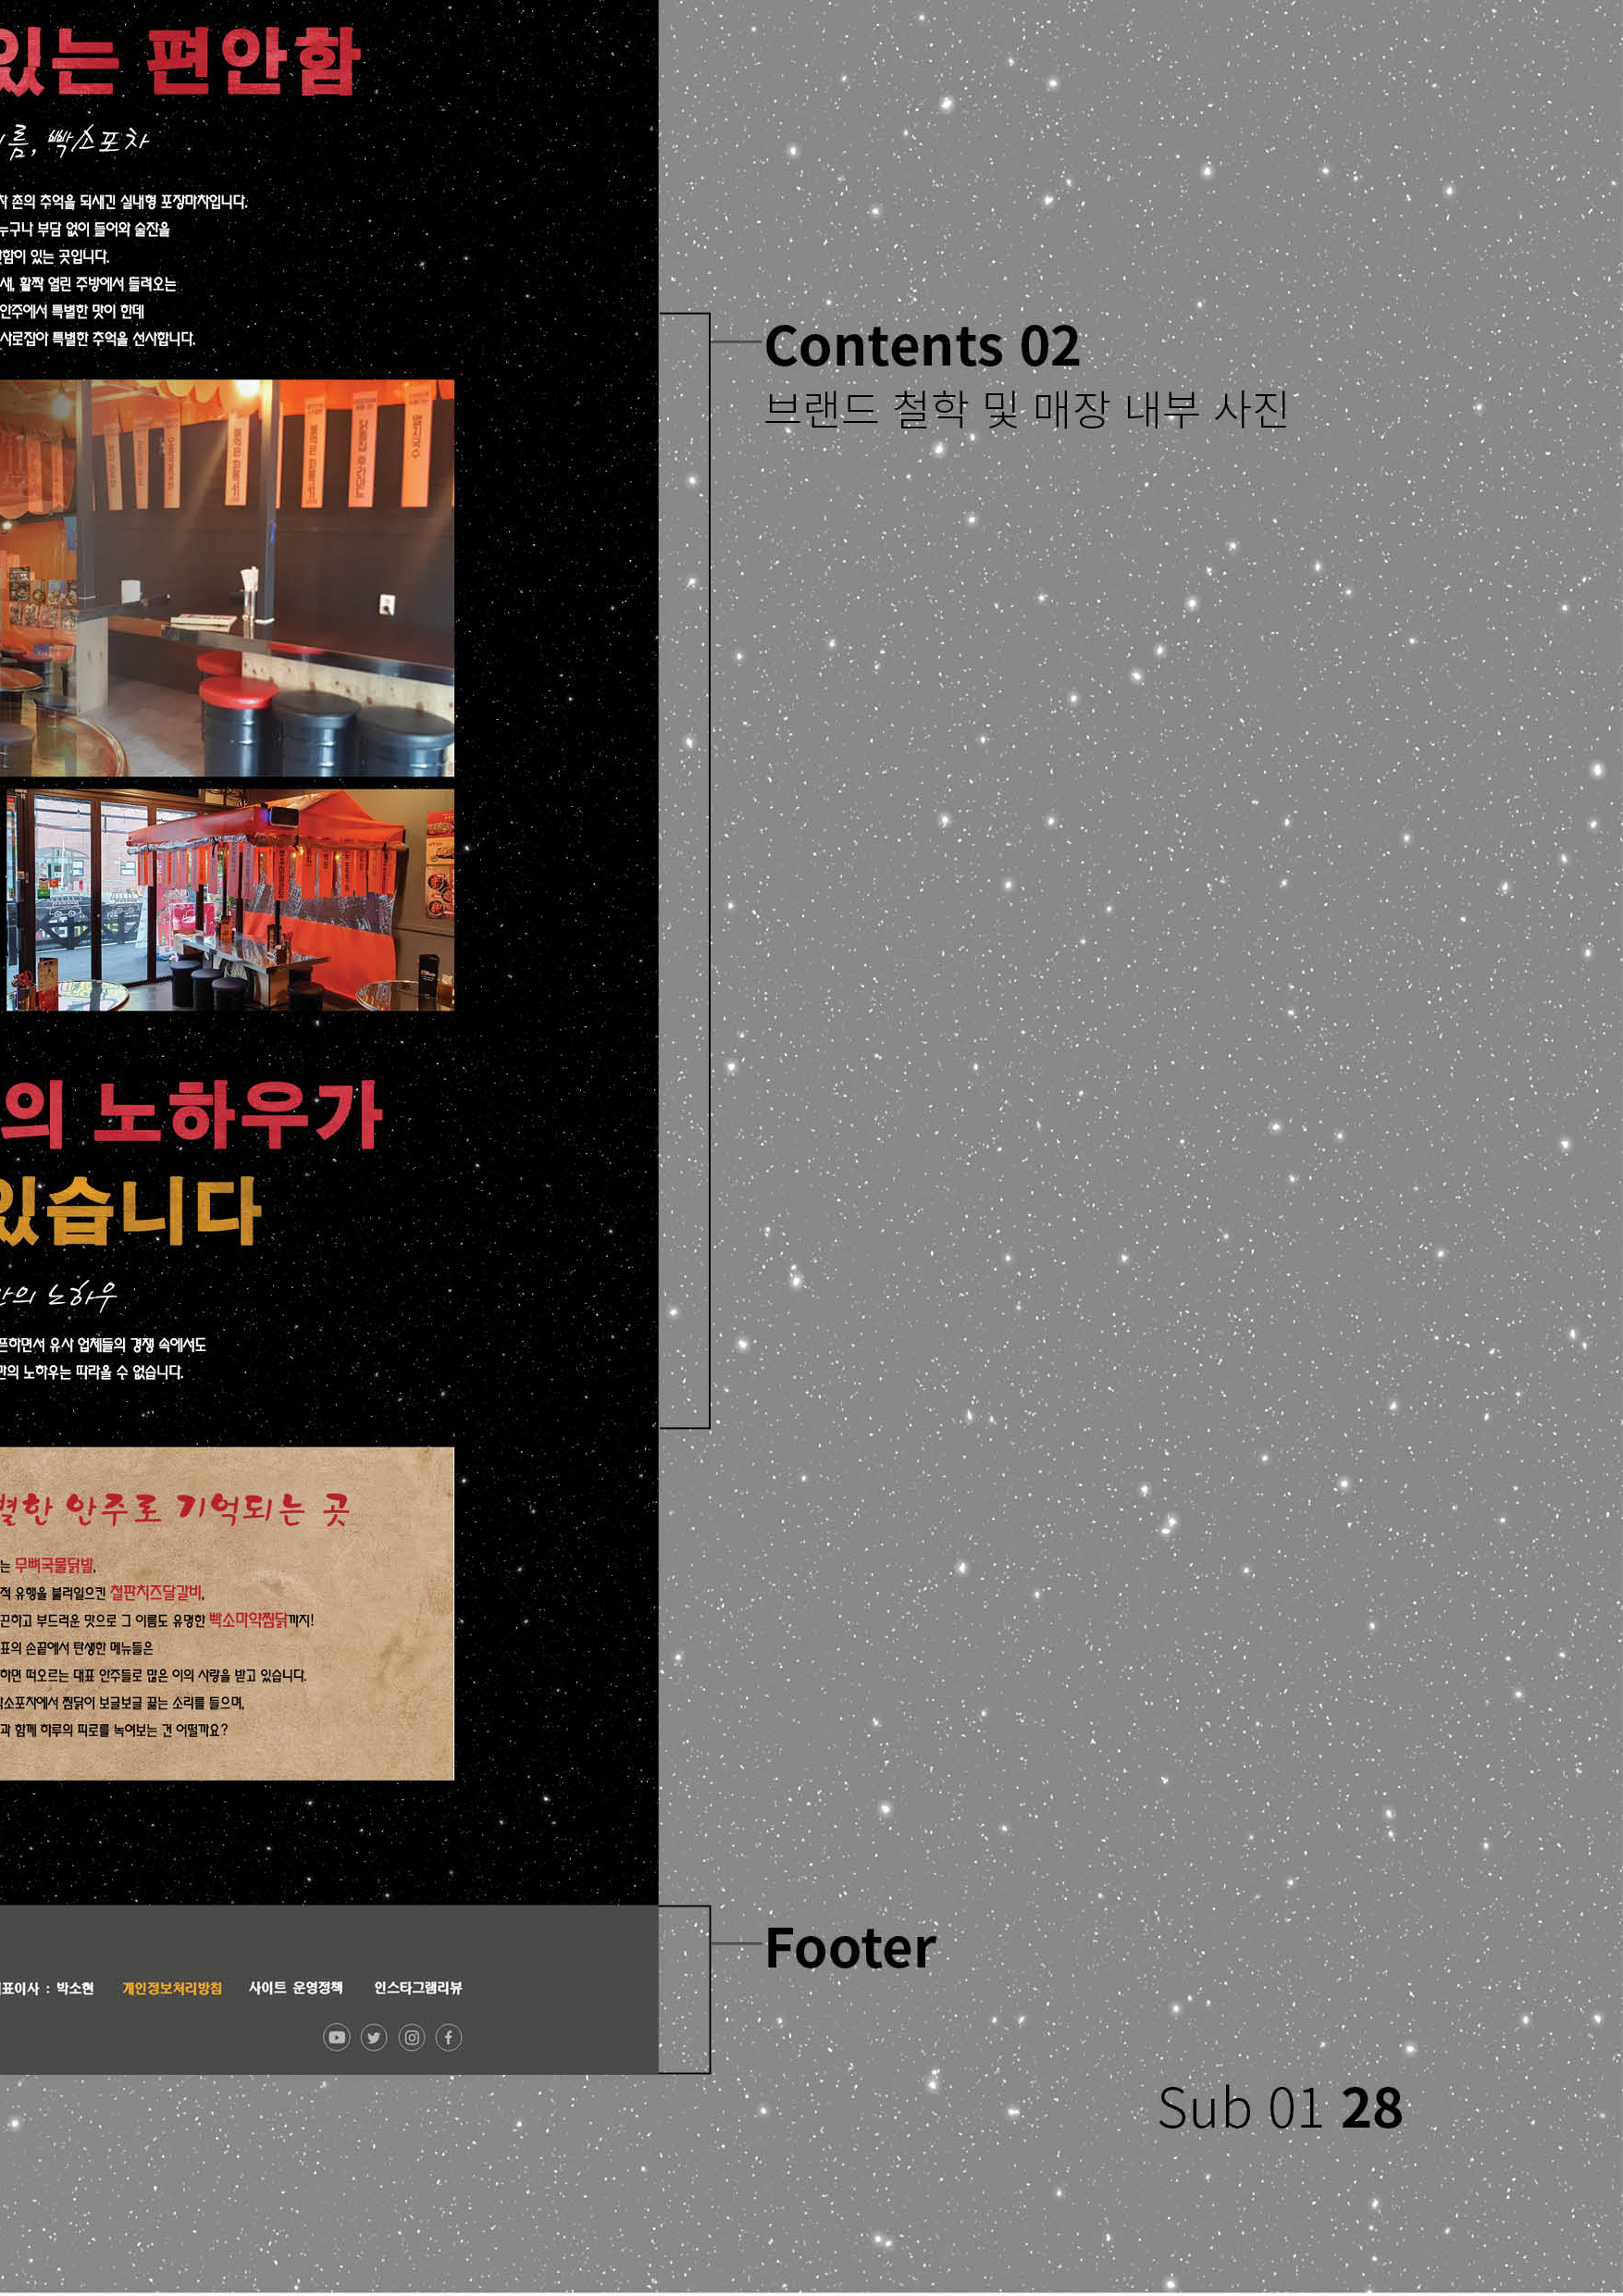 있는 편안함
름, 빡소포차
차 촌의 추억을 되새긴 실내형 포장마차입니다.
누구나 부담 없이 들어와 술잔을
함이 있는 곳입니다.
새, 활짝 열린 주방에서 들려오는
안주에서 특별한 맛이 한데
사로잡아 특별한 추억을 선사합니다.
Contents 02
브랜드 철학 및 매장 내부 사진
의 노하우가
있습니다
만의 노하우
픈하면서 유사 업체들의 경쟁 속에서도
만의 노하우는 따라올 수 없습니다.
별한 안주로 기억되는 곳
는 무뼈국물닭발,
적 유행을 불러일으킨 철판치즈닭갈비,
끈하고 부드러운 맛으로 그 이름도 유명한 빡소마약찜닭까지!
표의 손끝에서 탄생한 메뉴들은
하면 떠오르는 대표 안주들로 많은 이의 사랑을 받고 있습니다.
빡소포차에서 찜닭이 보글보글 끓는 소리를 들으며,
과 함께 하루의 피로를 녹여보는 건 어떨까요?
Footer
대표이사 : 박소현 개인정보처리방침 사이트 운영정책 인스타그램리뷰
Sub 01 28